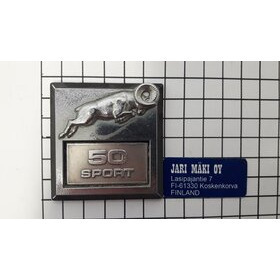 50
SPORT
JARI MÄKI OY
Lasipajantie 7
FI-61330 Koskenkorva
FINLAND